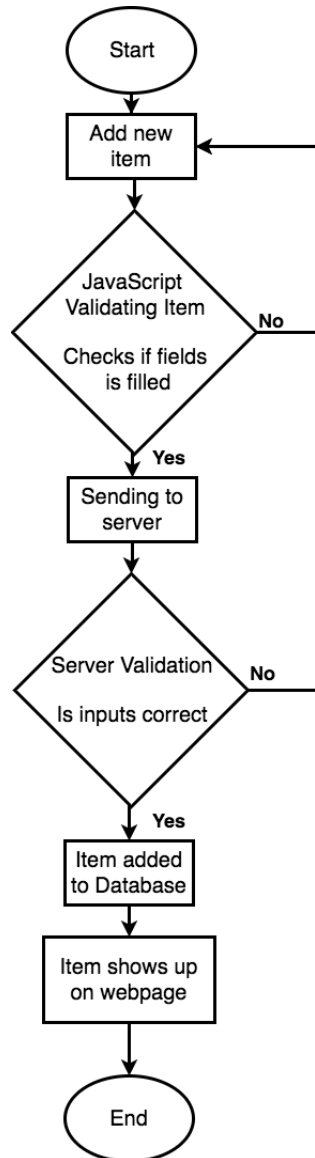 Start
Add new
item
JavaScript
Validating Item
Checks if fields
is filled
No
Yes
Sending to
server
Server Validation
Is inputs correct
No
Yes
Item added
to Database
Item shows up
on webpage
End